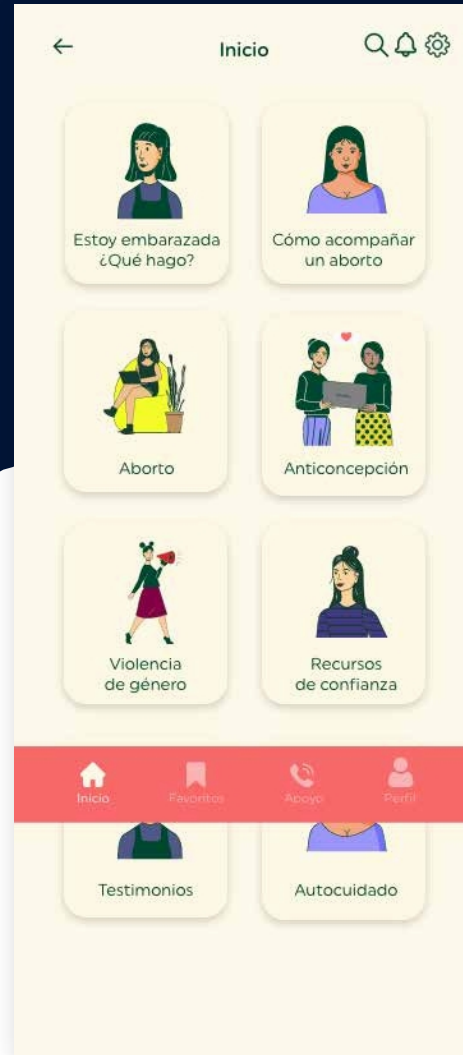 Inicio
Estoy embarazada
¿Qué hago?
Cómo acompañar
un aborto
Aborto
Anticoncepción
Violencia
de género
Recursos
de confianza
Inicio
Favoritos
Apoyo
Perfil
Testimonios
Autocuidado